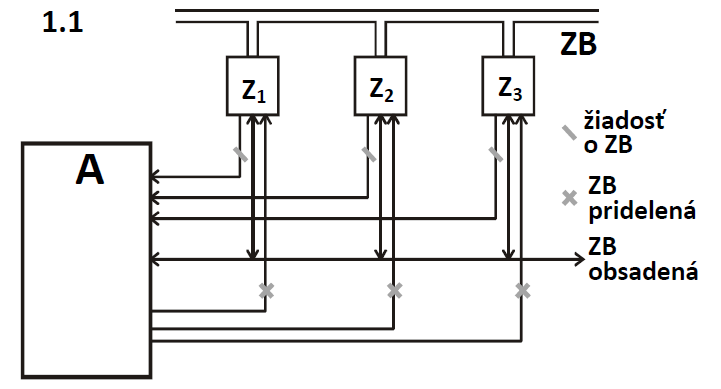 1.1
ZB
Z1
Z2
Z3
žiadosť
o ZB
A
ZB
pridelená
ZB
obsadená